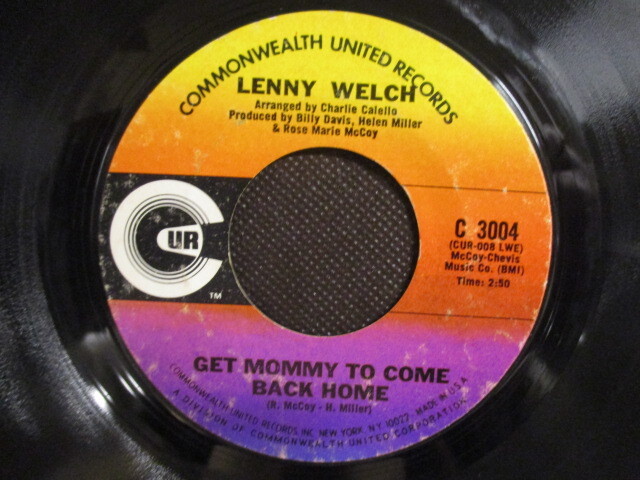 COMMONWEALTH UNITED RECORDS
LENNY WELCH
Arranged by Charlie Calello
Produced by Billy Davis, Helen Miller
& Rose Marie McCoy
CUR
TM
C 3004
(CUR-008 LWE)
McCoy-Chevis
Music Co. (BMI)
Time: 2:50
GET MOMMY TO COME
BACK HOME
(R. McCoy - H. Miller)
COMMONWEALTH UNITED RECORDS, INC. NEW YORK, N.Y. 10022 - MADE IN U.S.A.
A DIVISION OF COMMONWEALTH UNITED CORPORATION